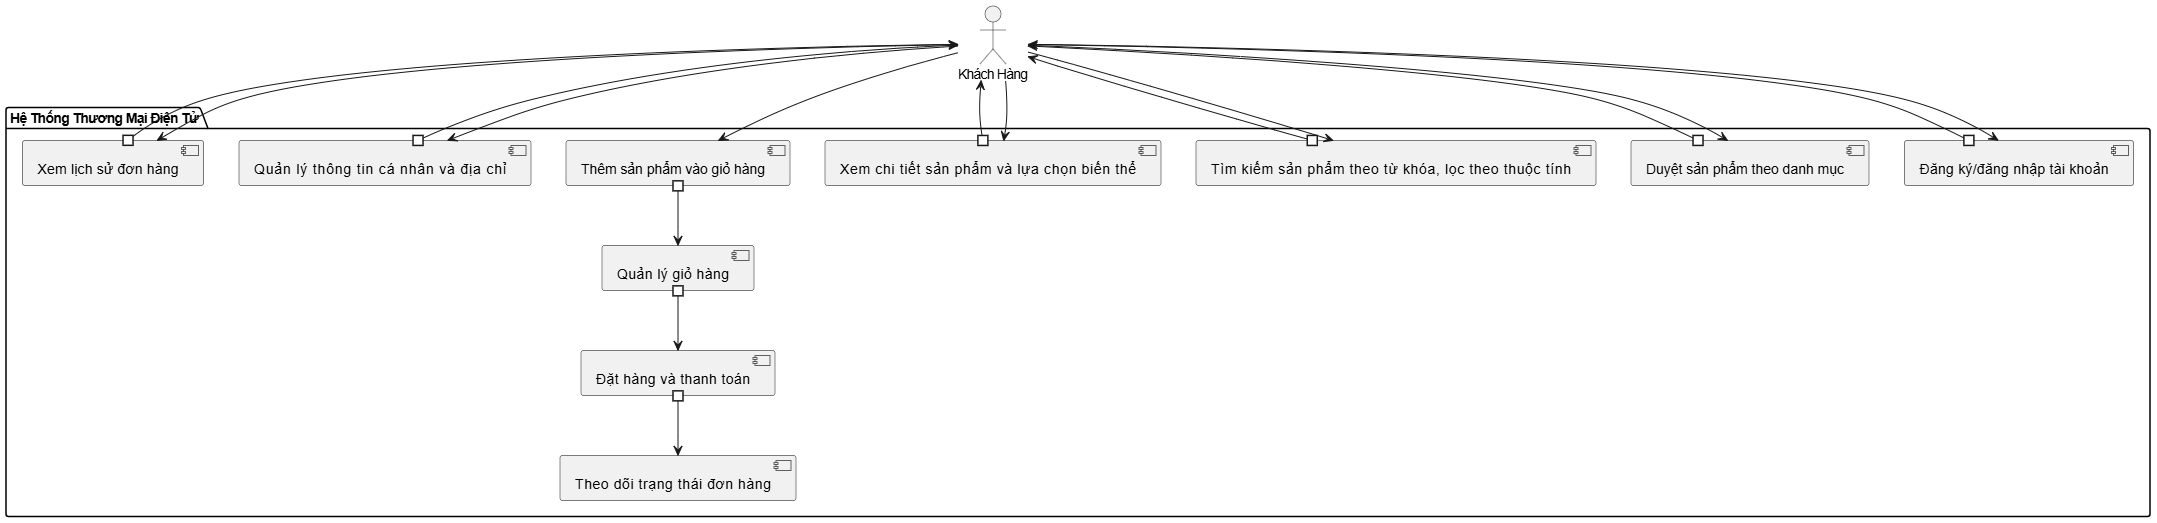 Khách Hàng
Hệ Thống Thương Mại Điện Tử
Xem lịch sử đơn hàng
Quản lý thông tin cá nhân và địa chỉ
Thêm sản phẩm vào giỏ hàng
Xem chi tiết sản phẩm và lựa chọn biến thể
Tìm kiếm sản phẩm theo từ khóa, lọc theo thuộc tính
Duyệt sản phẩm theo danh mục
Đăng ký/đăng nhập tài khoản
Quản lý giỏ hàng
Đặt hàng và thanh toán
Theo dõi trạng thái đơn hàng